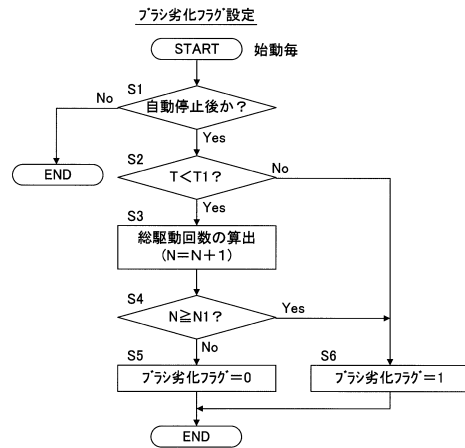 ﾌﾞﾗｼ劣化ﾌﾗｸﾞ設定
START 始動毎
S1
No
自動停止後か？
Yes
END
S2
No
T＜T1？
Yes
S3
総駆動回数の算出
(N＝N＋1)
S4
Yes
N≧N1？
No
S5
S6
ﾌﾞﾗｼ劣化ﾌﾗｸﾞ＝0
ﾌﾞﾗｼ劣化ﾌﾗｸﾞ＝1
END